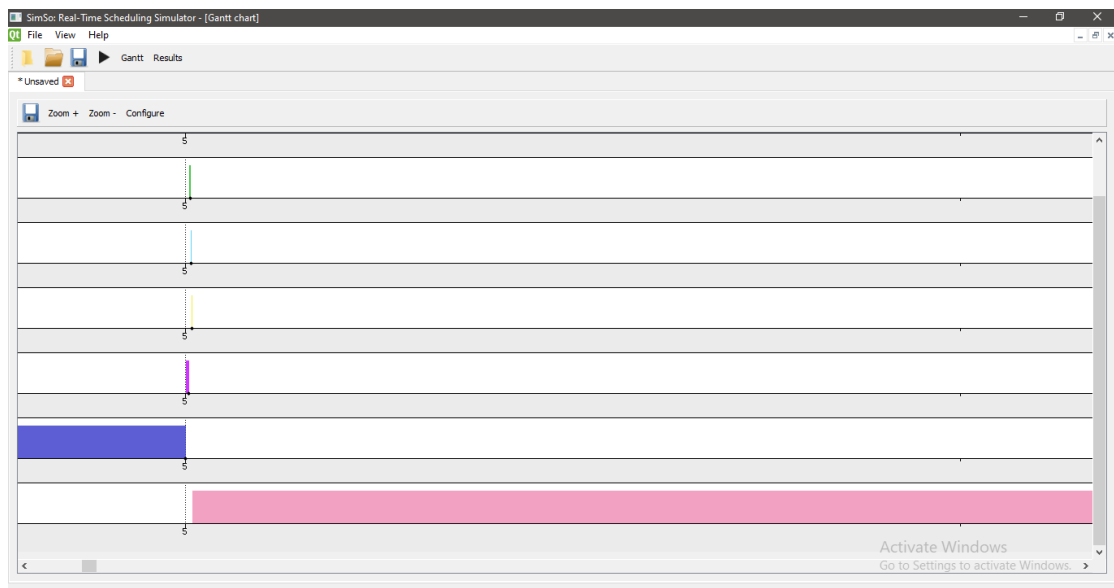 SimSo: Real-Time Scheduling Simulator - [Gantt chart]
Qt File View Help
Gantt Results
* Unsaved
Zoom + Zoom - Configure
5
5
5
5
5
5
5
Activate Windows
Go to Settings to activate Windows.